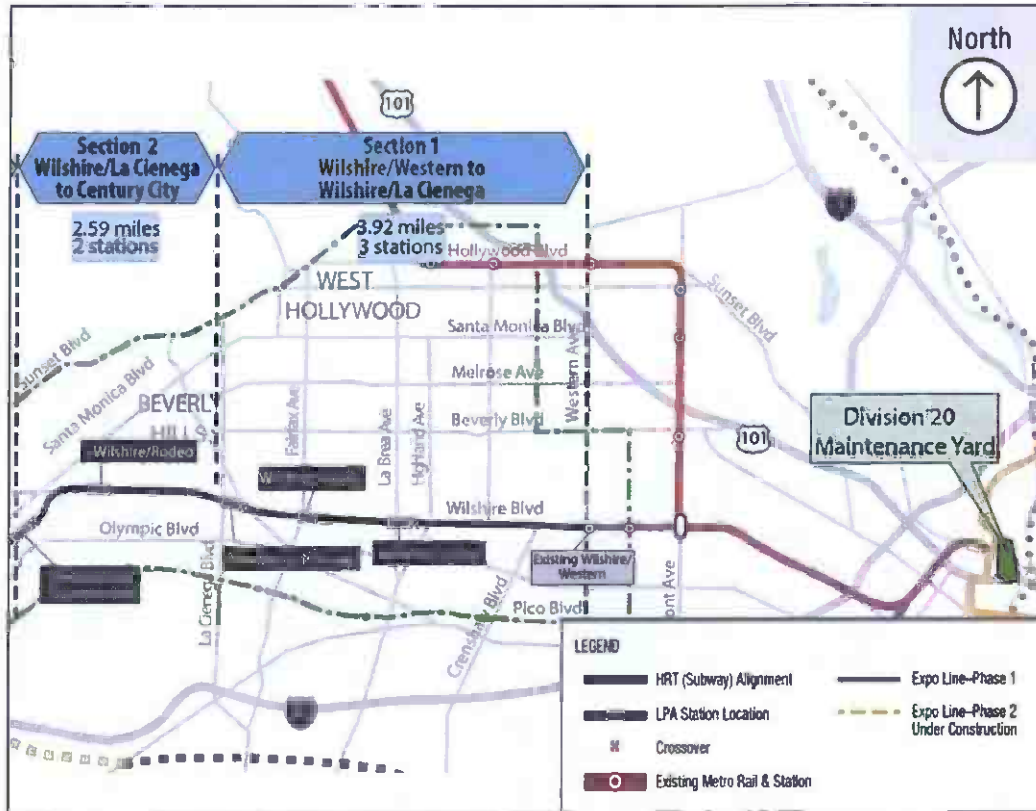 North
101
Section 2
Wilshire/La Cienega
to Century City
Section 1
Wilshire/Western to
Wilshire/La Cienega
2.59 miles
2 stations
3.92 miles
3 stations
Hollywood Blvd
WEST
HOLLYWOOD
Sunset Blvd
Santa Monica Blvd
Sunset Blvd
Santa Monica Blvd
Melrose Ave
Western Ave
BEVERLY
HILLS
Beverly Blvd
Fairfax Ave
La Brea Ave
Highland Ave
101
Division 20
Maintenance Yard
Wilshire/Rodeo
W
Wilshire Blvd
Olympic Blvd
Existing Wilshire/
Western
La Cienega Blvd
Crenshaw Blvd
Pico Blvd
mont Ave
LEGEND
HRT (Subway) Alignment
LPA Station Location
Crossover
Existing Metro Rail & Station
Expo Line–Phase 1
Expo Line–Phase 2
Under Construction